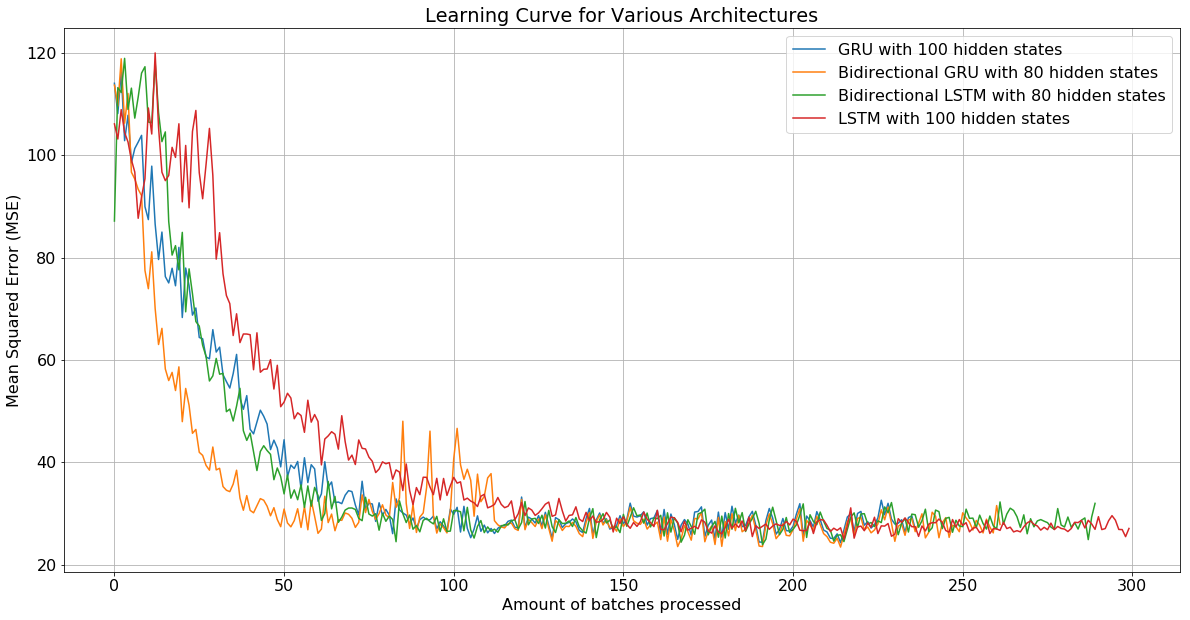 Learning Curve for Various Architectures
GRU with 100 hidden states
Bidirectional GRU with 80 hidden states
Bidirectional LSTM with 80 hidden states
LSTM with 100 hidden states
Mean Squared Error (MSE)
120
100
80
60
40
20
0 50 100 150 200 250 300
Amount of batches processed